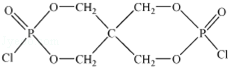 O O—CH₂ CH₂—O O
P C P
Cl O—CH₂ CH₂—O Cl